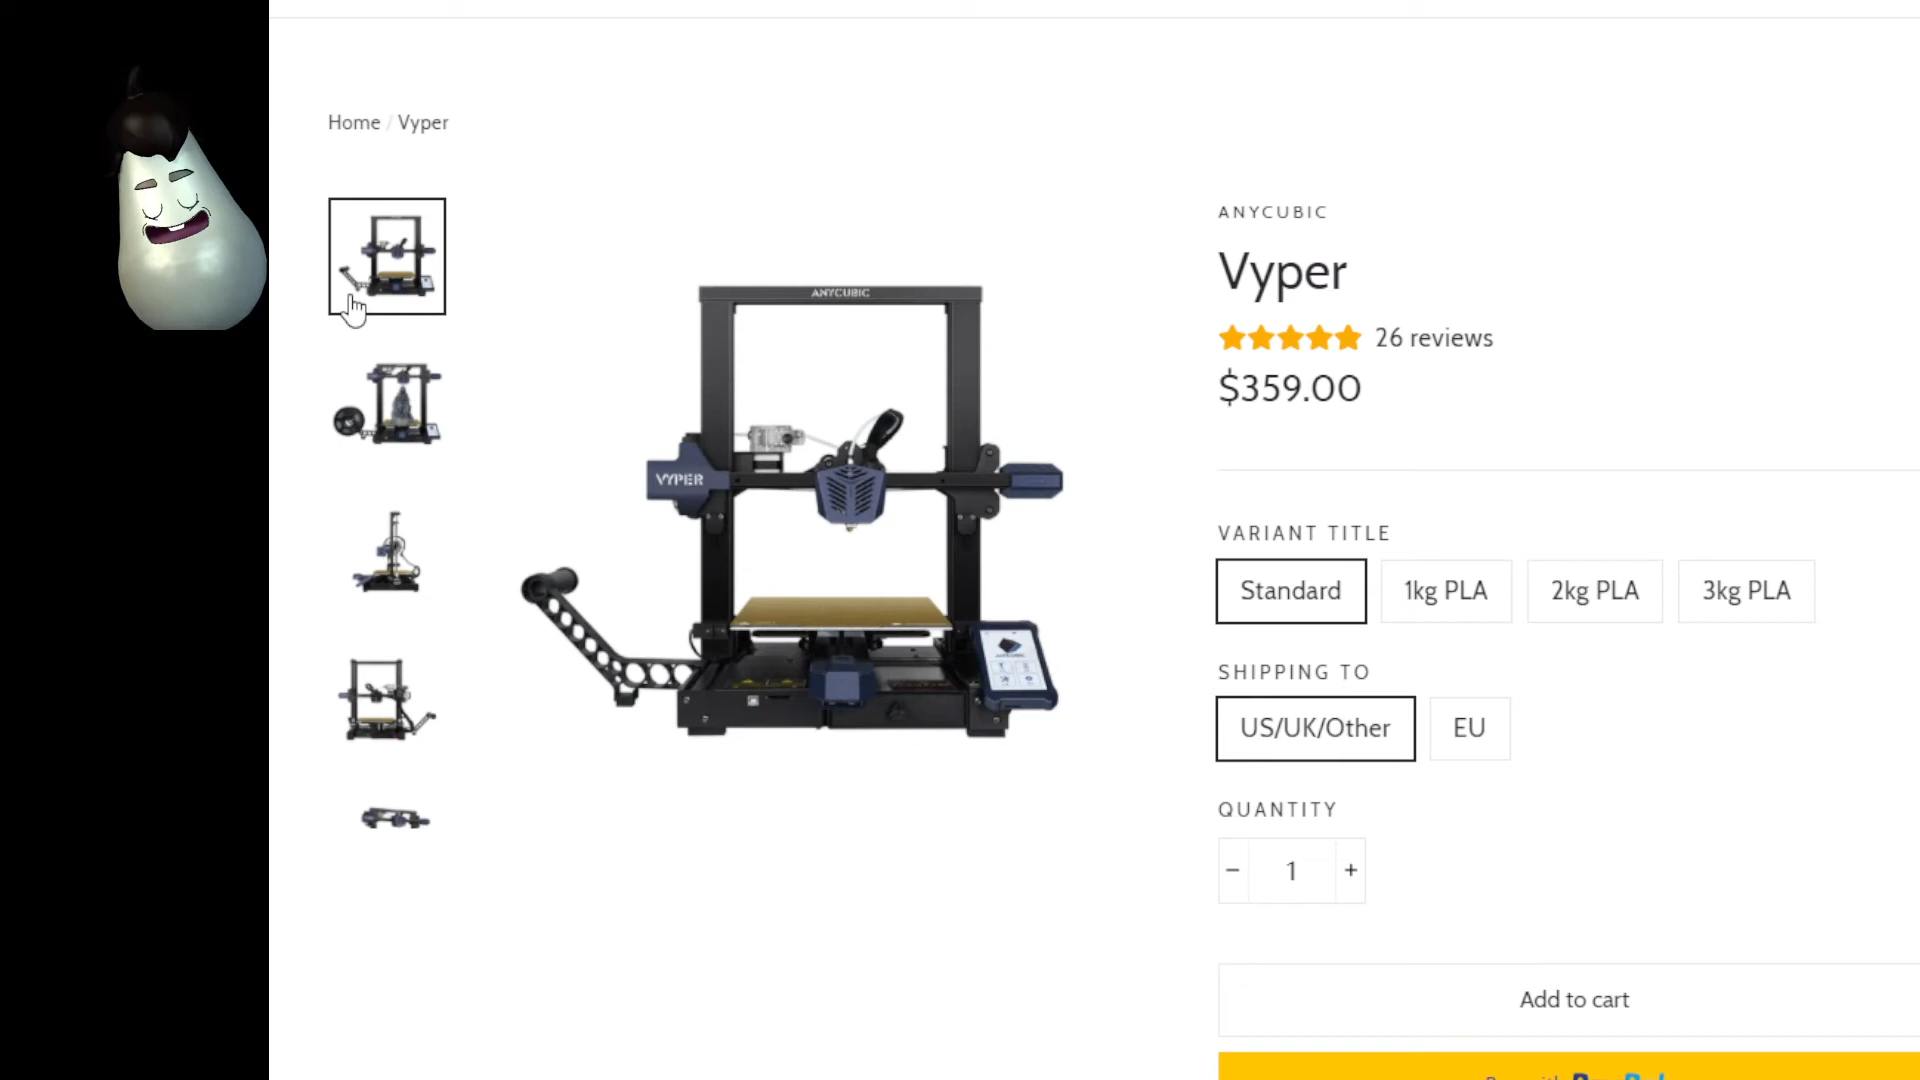 Home / Vyper
ANYCUBIC
Vyper
26 reviews
$359.00
ANYCUBIC
VYPER
VARIANT TITLE
Standard
1kg PLA
2kg PLA
3kg PLA
SHIPPING TO
US/UK/Other
EU
QUANTITY
− 1 +
Add to cart